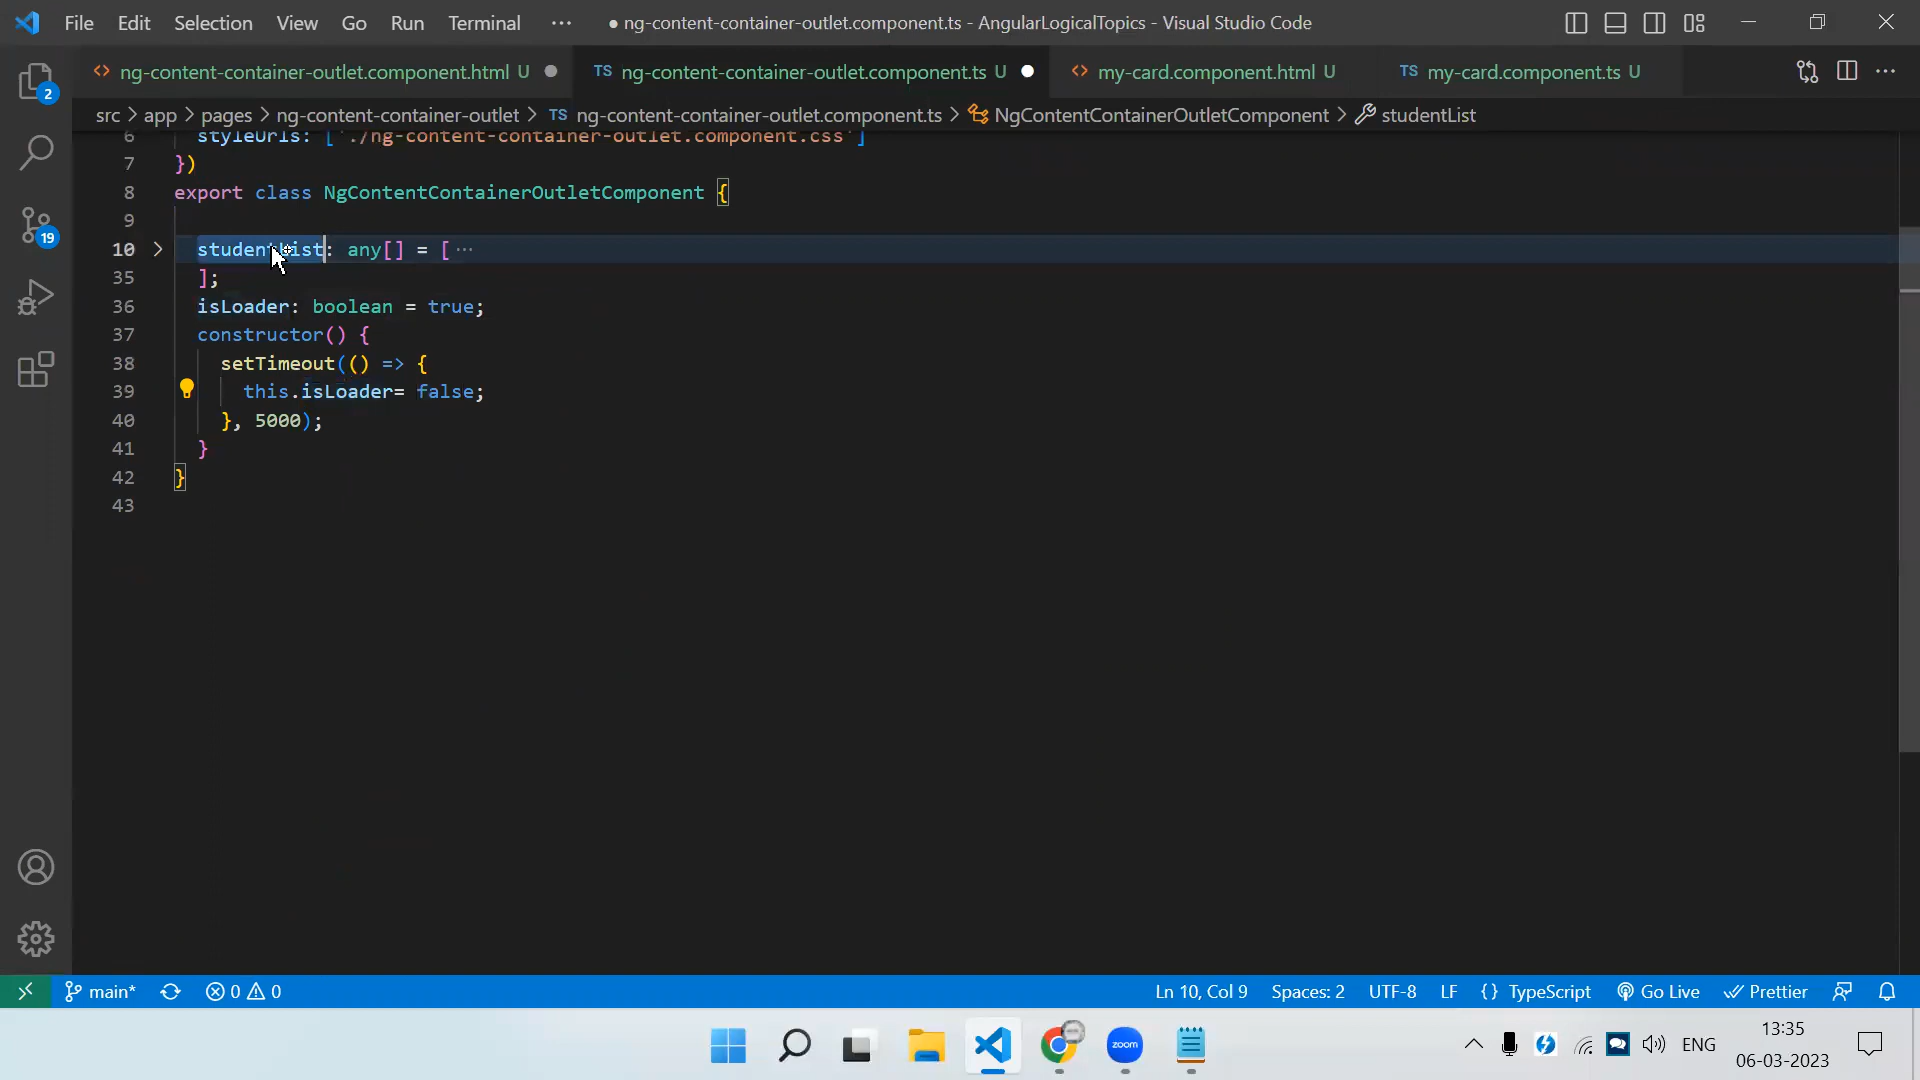 File Edit Selection View Go Run Terminal ··· ● ng-content-container-outlet.component.ts - AngularLogicalTopics - Visual Studio Code
ng-content-container-outlet.component.html U TS ng-content-container-outlet.component.ts U my-card.component.html U TS my-card.component.ts U
src > app > pages > ng-content-container-outlet > TS ng-content-container-outlet.component.ts > NgContentContainerOutletComponent > studentList
6 styleUrls: ['./ng-content-container-outlet.component.css']
7 })
8 export class NgContentContainerOutletComponent {
9
10 studentList: any[] = [ ···
35 ];
36 isLoader: boolean = true;
37 constructor() {
38 setTimeout(() => {
39 this.isLoader= false;
40 }, 5000);
41 }
42 }
43
2
19
main* 0 0 Ln 10, Col 9 Spaces: 2 UTF-8 LF {} TypeScript Go Live Prettier
zoom ENG 13:35
06-03-2023